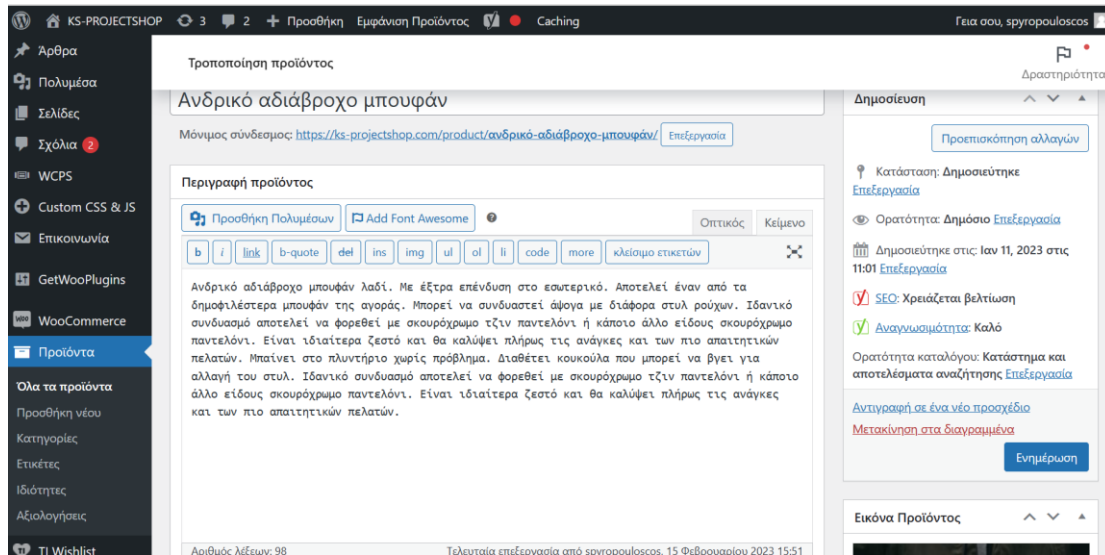 KS-PROJECTSHOP 3 2 Προσθήκη Εμφάνιση Προϊόντος Caching Γεια σου, spyropouloscos
Άρθρα
Πολυμέσα
Σελίδες
Σχόλια 2
WCPS
Custom CSS & JS
Επικοινωνία
GetWooPlugins
WooCommerce
Προϊόντα
Όλα τα προϊόντα
Προσθήκη νέου
Κατηγορίες
Ετικέτες
Ιδιότητες
Αξιολογήσεις
TI Wishlist
Τροποποίηση προϊόντος
Δραστηριότητα
Ανδρικό αδιάβροχο μπουφάν
Μόνιμος σύνδεσμος: https://ks-projectshop.com/product/ανδρικό-αδιάβροχο-μπουφάν/ Επεξεργασία
Περιγραφή προϊόντος
Προσθήκη Πολυμέσων Add Font Awesome
Οπτικός Κείμενο
b i link b-quote del ins img ul ol li code more κλείσιμο ετικετών
Ανδρικό αδιάβροχο μπουφάν λαδί. Με έξτρα επένδυση στο εσωτερικό. Αποτελεί έναν από τα
δημοφιλέστερα μπουφάν της αγοράς. Μπορεί να συνδυαστεί άψογα με διάφορα στυλ ρούχων. Ιδανικό
συνδυασμό αποτελεί να φορεθεί με σκουρόχρωμο τζιν παντελόνι ή κάποιο άλλο είδους σκουρόχρωμο
παντελόνι. Είναι ιδιαίτερα ζεστό και θα καλύψει πλήρως τις ανάγκες και των πιο απαιτητικών
πελατών. Μπαίνει στο πλυντήριο χωρίς πρόβλημα. Διαθέτει κουκούλα που μπορεί να βγει για
αλλαγή του στυλ. Ιδανικό συνδυασμό αποτελεί να φορεθεί με σκουρόχρωμο τζιν παντελόνι ή κάποιο
άλλο είδους σκουρόχρωμο παντελόνι. Είναι ιδιαίτερα ζεστό και θα καλύψει πλήρως τις ανάγκες
και των πιο απαιτητικών πελατών.
Αριθμός λέξεων: 98 Τελευταία επεξεργασία από spyropouloscos, 15 Φεβρουαρίου 2023 15:51
Δημοσίευση
Προεπισκόπηση αλλαγών
Κατάσταση: Δημοσιεύτηκε
Επεξεργασία
Ορατότητα: Δημόσιο Επεξεργασία
Δημοσιεύτηκε στις: Ιαν 11, 2023 στις
11:01 Επεξεργασία
SEO: Χρειάζεται βελτίωση
Αναγνωσιμότητα: Καλό
Ορατότητα καταλόγου: Κατάστημα και
αποτελέσματα αναζήτησης Επεξεργασία
Αντιγραφή σε ένα νέο προσχέδιο
Μετακίνηση στα διαγραμμένα
Ενημέρωση
Εικόνα Προϊόντος